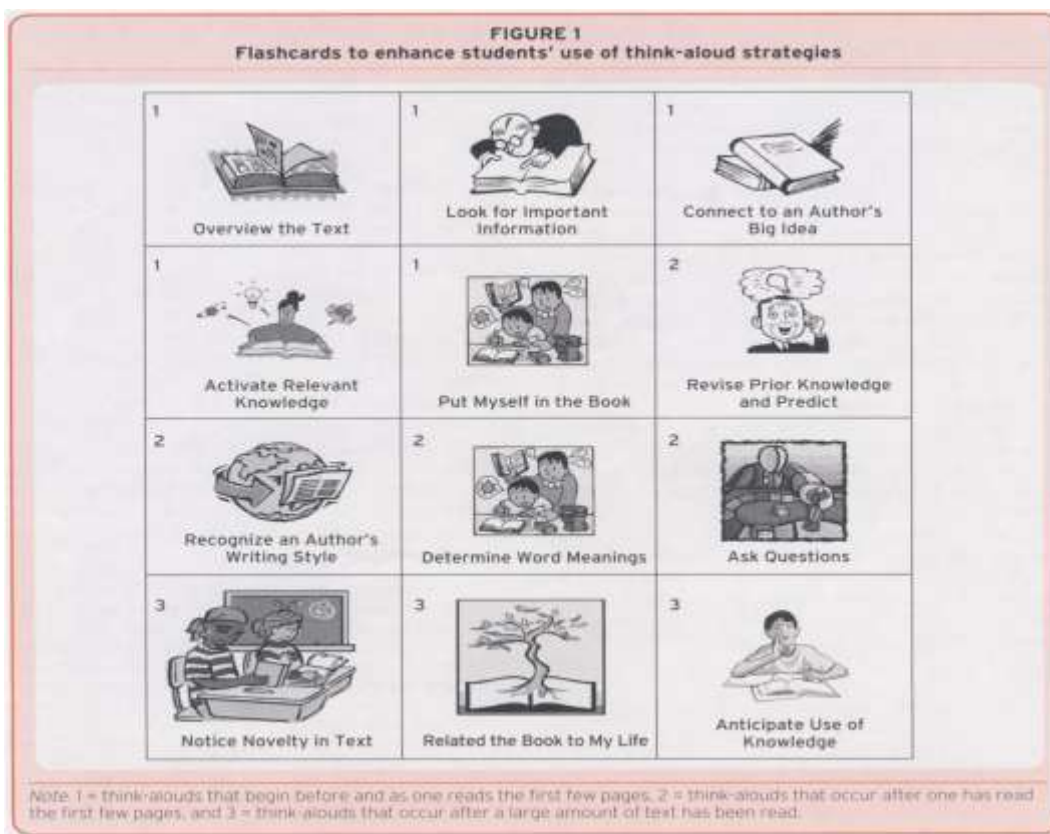 FIGURE 1
Flashcards to enhance students' use of think-aloud strategies
1
Overview the Text
1
Look for Important
Information
1
Connect to an Author's
Big Idea
1
Activate Relevant
Knowledge
1
Put Myself in the Book
2
Revise Prior Knowledge
and Predict
2
Recognize an Author's
Writing Style
2
Determine Word Meanings
2
Ask Questions
3
Notice Novelty in Text
3
Related the Book to My Life
3
Anticipate Use of
Knowledge
Note. 1 = think-alouds that begin before and as one reads the first few pages, 2 = think-alouds that occur after one has read
the first few pages, and 3 = think-alouds that occur after a large amount of text has been read.